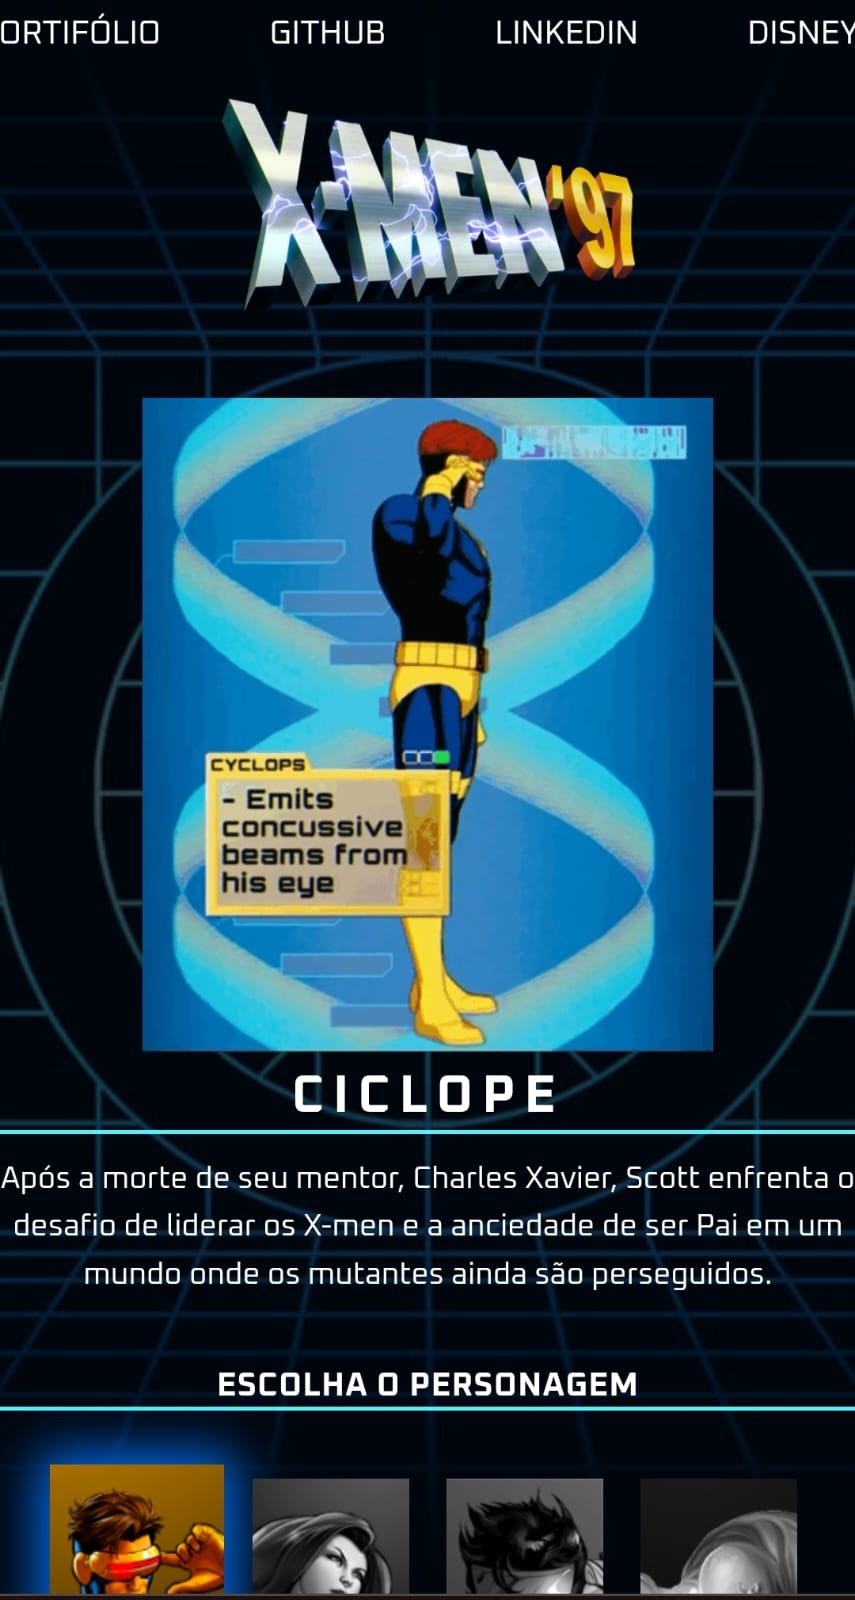 ORTIFÓLIO GITHUB LINKEDIN DISNEY
X-MEN '97
CYCLOPS
- Emits
concussive
beams from
his eye
CICLOPE
Após a morte de seu mentor, Charles Xavier, Scott enfrenta o
desafio de liderar os X-men e a anciedade de ser Pai em um
mundo onde os mutantes ainda são perseguidos.
ESCOLHA O PERSONAGEM